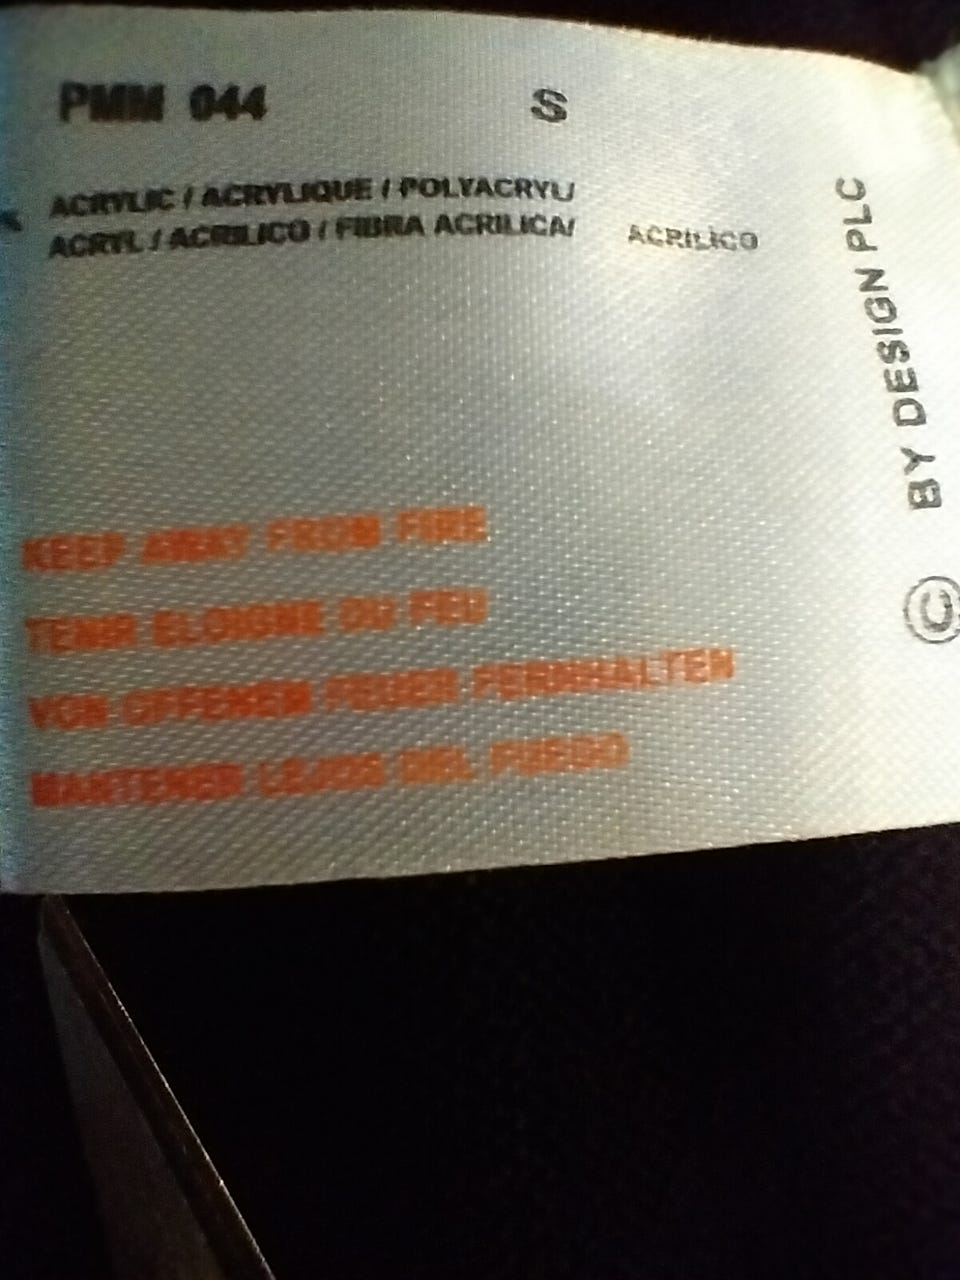 PMM 044 S
ACRYLIC / ACRYLIQUE / POLYACRYL/
ACRYL / ACRILICO / FIBRA ACRILICA/ ACRILICO
KEEP AWAY FROM FIRE
TENIR ELOIGNE DU FEU
VON OFFENEM FEUER FERNHALTEN
MANTENER LEJOS DEL FUEGO
© BY DESIGN PLC